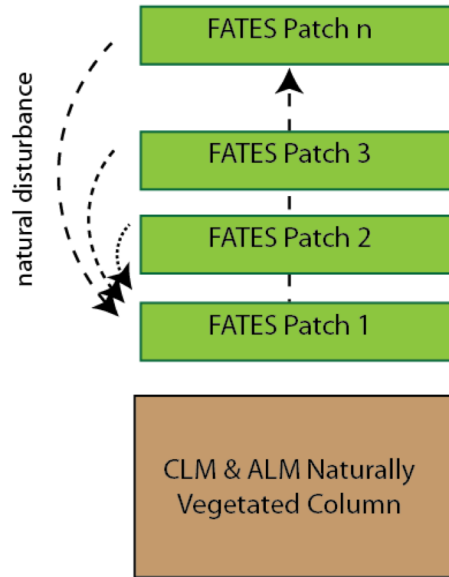 FATES Patch n
natural disturbance
FATES Patch 3
FATES Patch 2
FATES Patch 1
CLM & ALM Naturally
Vegetated Column